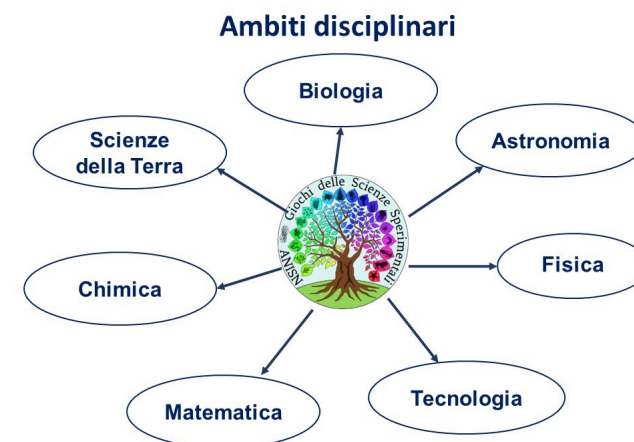 Ambiti disciplinari
Biologia
Scienze
della Terra
Astronomia
Giochi delle Scienze Sperimentali
ANISN
Chimica
Fisica
Matematica
Tecnologia